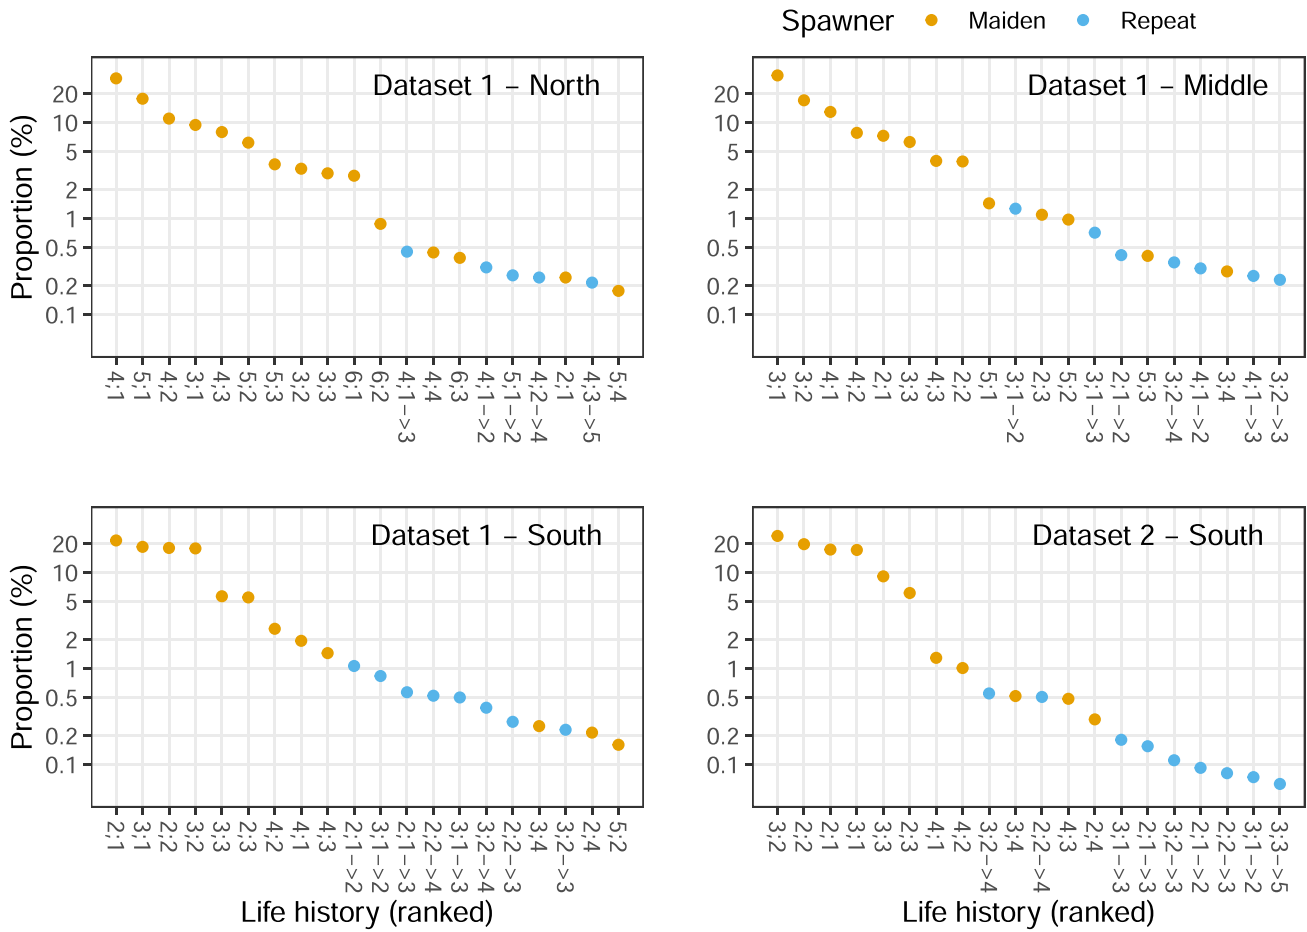 Spawner Maiden Repeat
Dataset 1 – North
Proportion (%)
20
10
5
2
1
0.5
0.2
0.1
4;1 5;1 4;2 3;1 4;3 5;2 5;3 3;2 3;3 6;1 6;2 4;1->3 4;4 6;3 4;1->2 5;1->2 4;2->4 2;1 4;3->5 5;4
Dataset 1 – Middle
20
10
5
2
1
0.5
0.2
0.1
3;1 3;2 4;1 4;2 2;1 3;3 4;3 2;2 5;1 3;1->2 2;3 5;2 3;1->3 2;1->2 5;3 3;2->4 4;1->2 3;4 4;1->3 3;2->3
Dataset 1 – South
Proportion (%)
20
10
5
2
1
0.5
0.2
0.1
2;1 3;1 2;2 3;2 3;3 2;3 4;2 4;1 4;3 2;1->2 3;1->2 2;1->3 2;2->4 3;1->3 3;2->4 2;2->3 3;4 3;2->3 2;4 5;2
Life history (ranked)
Dataset 2 – South
20
10
5
2
1
0.5
0.2
0.1
3;2 2;2 2;1 3;1 3;3 2;3 4;1 4;2 3;2->4 3;4 2;2->4 4;3 2;4 3;1->3 2;1->3 3;2->3 2;1->2 2;2->3 3;1->2 3;3->5
Life history (ranked)